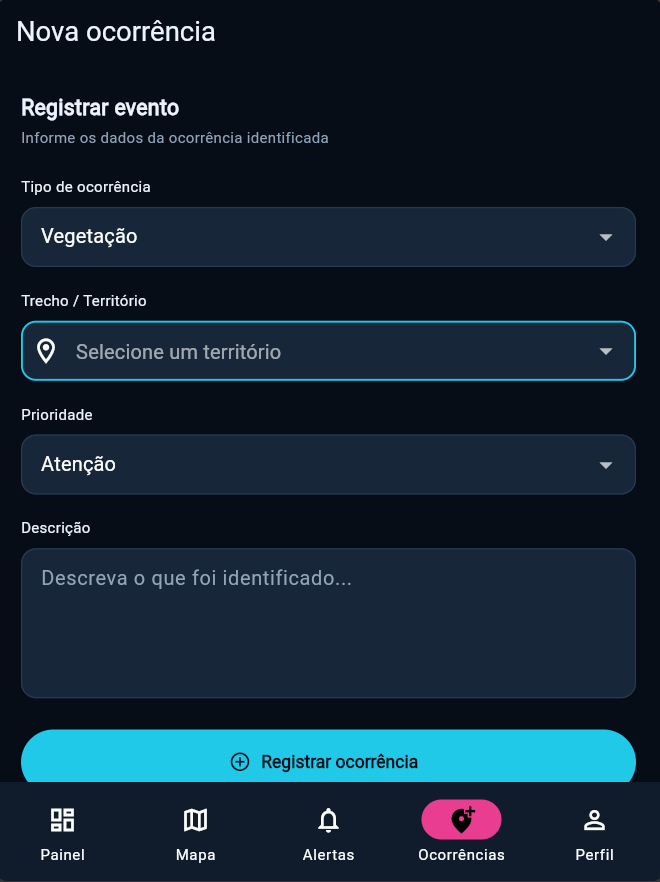 Nova ocorrência
Registrar evento
Informe os dados da ocorrência identificada
Tipo de ocorrência
Vegetação
Trecho / Território
Selecione um território
Prioridade
Atenção
Descrição
Descreva o que foi identificado...
Registrar ocorrência
Painel
Mapa
Alertas
Ocorrências
Perfil